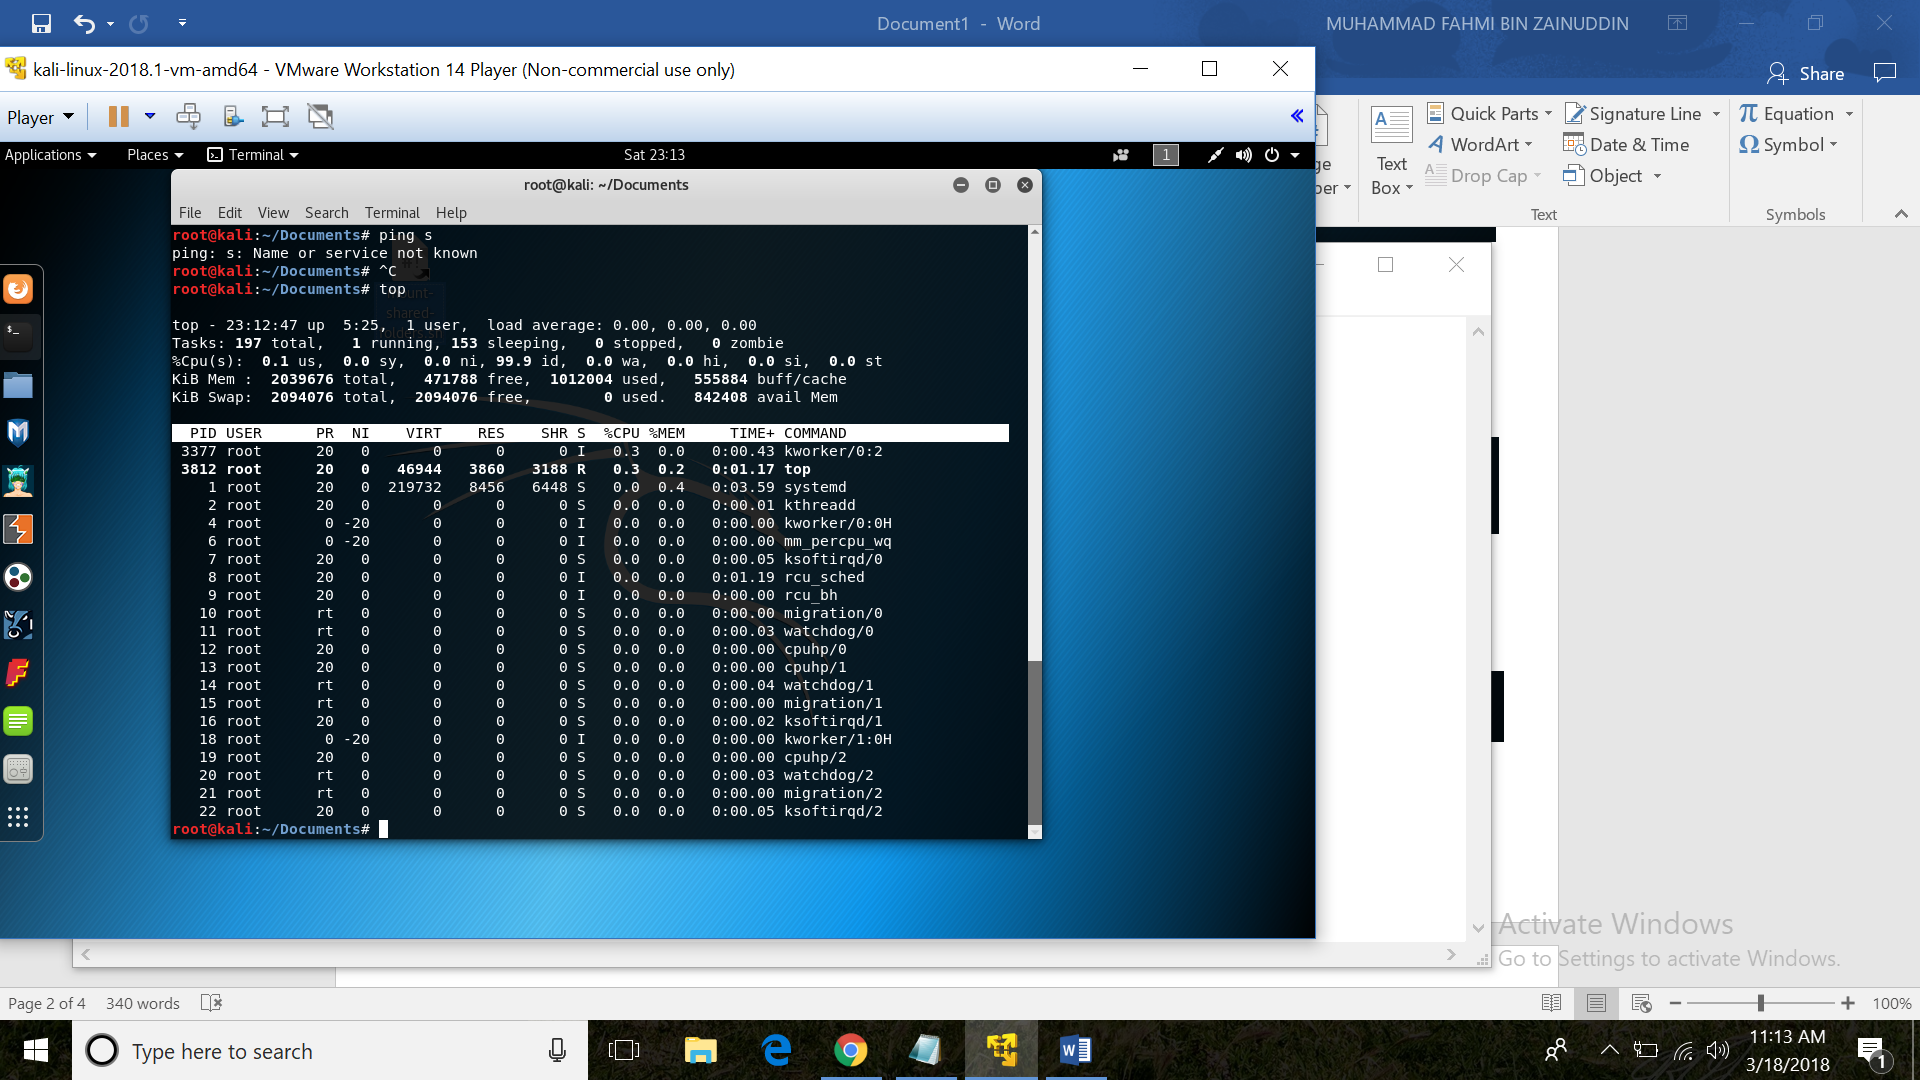 Document1 - Word
MUHAMMAD FAHMI BIN ZAINUDDIN
kali-linux-2018.1-vm-amd64 - VMware Workstation 14 Player (Non-commercial use only)
Share
Player
Quick Parts
Signature Line
Equation
WordArt
Date & Time
Symbol
Text
Box
Drop Cap
Object
Text
Symbols
Applications
Places
Terminal
Sat 23:13
1
root@kali: ~/Documents
File Edit View Search Terminal Help
root@kali:~/Documents# ping s
ping: s: Name or service not known
root@kali:~/Documents# ^C
root@kali:~/Documents# top
top - 23:12:47 up  5:25,  1 user,  load average: 0.00, 0.00, 0.00
Tasks: 197 total,   1 running, 153 sleeping,   0 stopped,   0 zombie
%Cpu(s):  0.1 us,  0.0 sy,  0.0 ni, 99.9 id,  0.0 wa,  0.0 hi,  0.0 si,  0.0 st
KiB Mem :  2039676 total,   471788 free,  1012004 used,   555884 buff/cache
KiB Swap:  2094076 total,  2094076 free,        0 used.   842408 avail Mem
PID USER      PR  NI    VIRT    RES    SHR S  %CPU %MEM     TIME+ COMMAND
3377 root      20   0       0      0      0 I   0.3  0.0   0:00.43 kworker/0:2
3812 root      20   0   46944   3860   3188 R   0.3  0.2   0:01.17 top
1 root      20   0  219732   8456   6448 S   0.0  0.4   0:03.59 systemd
2 root      20   0       0      0      0 S   0.0  0.0   0:00.01 kthreadd
4 root       0 -20       0      0      0 I   0.0  0.0   0:00.00 kworker/0:0H
6 root       0 -20       0      0      0 I   0.0  0.0   0:00.00 mm_percpu_wq
7 root      20   0       0      0      0 S   0.0  0.0   0:00.05 ksoftirqd/0
8 root      20   0       0      0      0 I   0.0  0.0   0:01.19 rcu_sched
9 root      20   0       0      0      0 I   0.0  0.0   0:00.00 rcu_bh
10 root      rt   0       0      0      0 S   0.0  0.0   0:00.00 migration/0
11 root      rt   0       0      0      0 S   0.0  0.0   0:00.03 watchdog/0
12 root      20   0       0      0      0 S   0.0  0.0   0:00.00 cpuhp/0
13 root      20   0       0      0      0 S   0.0  0.0   0:00.00 cpuhp/1
14 root      rt   0       0      0      0 S   0.0  0.0   0:00.04 watchdog/1
15 root      rt   0       0      0      0 S   0.0  0.0   0:00.00 migration/1
16 root      20   0       0      0      0 S   0.0  0.0   0:00.02 ksoftirqd/1
18 root       0 -20       0      0      0 I   0.0  0.0   0:00.00 kworker/1:0H
19 root      20   0       0      0      0 S   0.0  0.0   0:00.00 cpuhp/2
20 root      rt   0       0      0      0 S   0.0  0.0   0:00.03 watchdog/2
21 root      rt   0       0      0      0 S   0.0  0.0   0:00.00 migration/2
22 root      20   0       0      0      0 S   0.0  0.0   0:00.05 ksoftirqd/2
root@kali:~/Documents#
Activate Windows
Go to Settings to activate Windows.
Page 2 of 4
340 words
100%
Type here to search
11:13 AM
3/18/2018
1